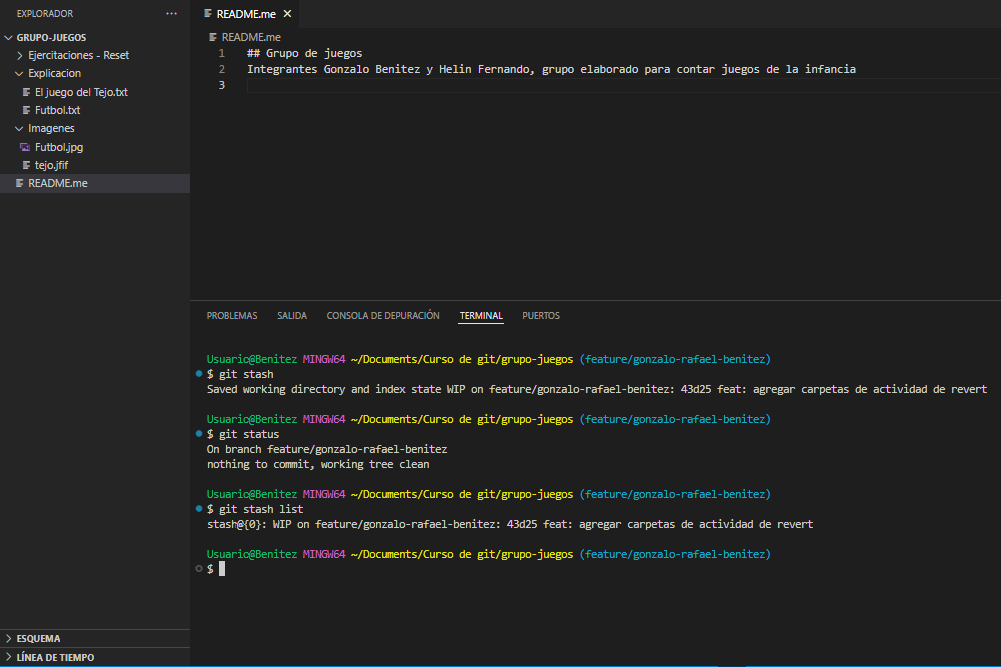 EXPLORADOR
GRUPO-JUEGOS
Ejercitaciones - Reset
Explicacion
El juego del Tejo.txt
Futbol.txt
Imagenes
Futbol.jpg
tejo.jfif
README.me
ESQUEMA
LÍNEA DE TIEMPO
README.me
README.me
1 ## Grupo de juegos
2 Integrantes Gonzalo Benitez y Helin Fernando, grupo elaborado para contar juegos de la infancia
3
PROBLEMAS SALIDA CONSOLA DE DEPURACIÓN TERMINAL PUERTOS
Usuario@Benitez MINGW64 ~/Documents/Curso de git/grupo-juegos (feature/gonzalo-rafael-benitez)
$ git stash
Saved working directory and index state WIP on feature/gonzalo-rafael-benitez: 43d25 feat: agregar carpetas de actividad de revert
Usuario@Benitez MINGW64 ~/Documents/Curso de git/grupo-juegos (feature/gonzalo-rafael-benitez)
$ git status
On branch feature/gonzalo-rafael-benitez
nothing to commit, working tree clean
Usuario@Benitez MINGW64 ~/Documents/Curso de git/grupo-juegos (feature/gonzalo-rafael-benitez)
$ git stash list
stash@{0}: WIP on feature/gonzalo-rafael-benitez: 43d25 feat: agregar carpetas de actividad de revert
Usuario@Benitez MINGW64 ~/Documents/Curso de git/grupo-juegos (feature/gonzalo-rafael-benitez)
$